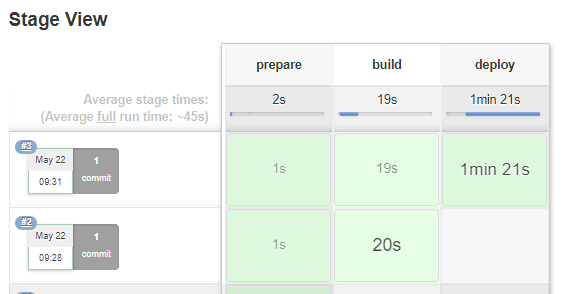 Stage View
prepare build deploy
Average stage times: 2s 19s 1min 21s
(Average full run time: ~45s)
#3
May 22 1
09:31 commit
1s 19s 1min 21s
#2
May 22 1
09:28 commit
1s 20s